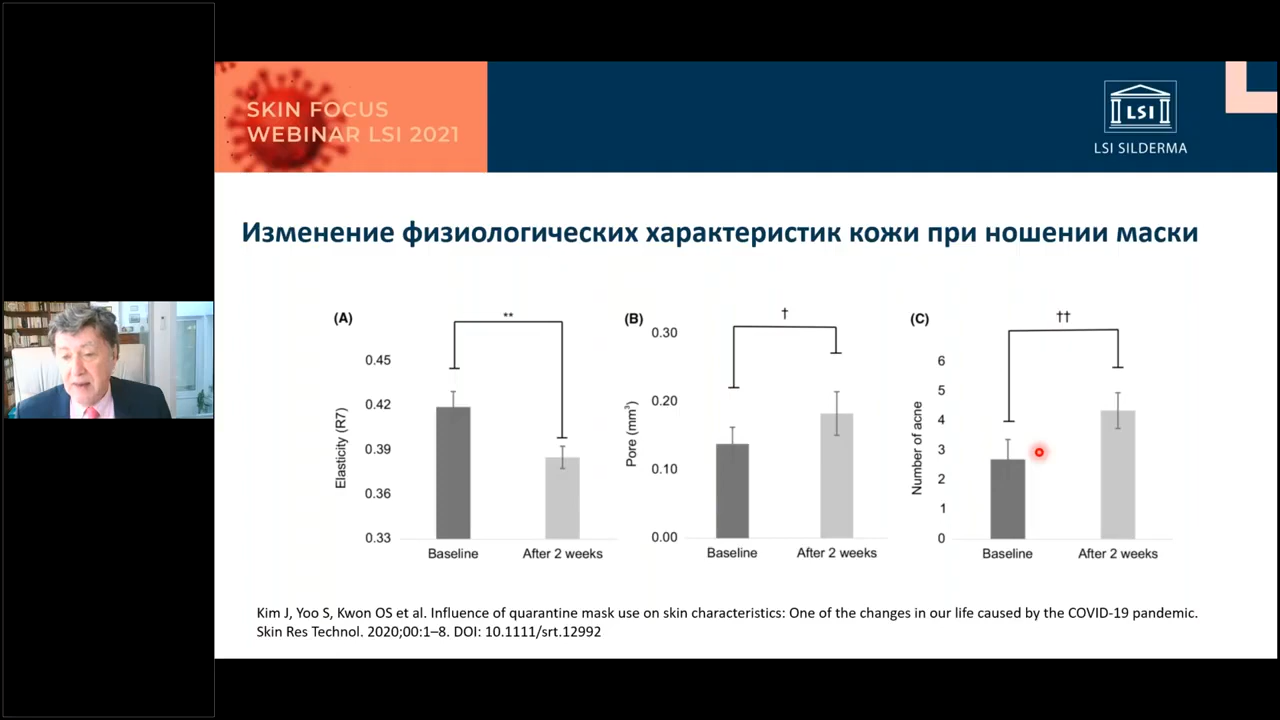 SKIN FOCUS
WEBINAR LSI 2021
LSI
LSI SILDERMA
Изменение физиологических характеристик кожи при ношении маски
(A)
**
Elasticity (R7)
0.45
0.42
0.39
0.36
0.33
Baseline
After 2 weeks
(B)
†
Pore (mm³)
0.30
0.20
0.10
0.00
Baseline
After 2 weeks
(C)
††
Number of acne
6
5
4
3
2
1
0
Baseline
After 2 weeks
Kim J, Yoo S, Kwon OS et al. Influence of quarantine mask use on skin characteristics: One of the changes in our life caused by the COVID-19 pandemic.
Skin Res Technol. 2020;00:1–8. DOI: 10.1111/srt.12992